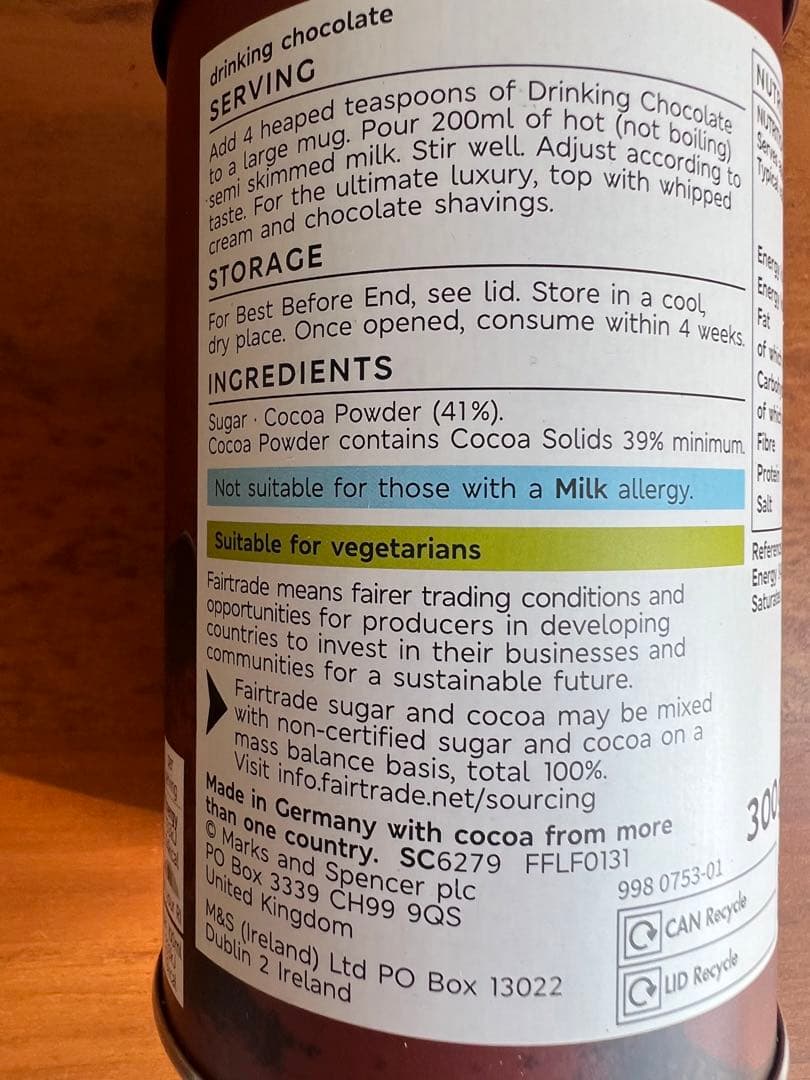 drinking chocolate
SERVING
Add 4 heaped teaspoons of Drinking Chocolate
to a large mug. Pour 200ml of hot (not boiling)
semi skimmed milk. Stir well. Adjust according to
taste. For the ultimate luxury, top with whipped
cream and chocolate shavings.
STORAGE
For Best Before End, see lid. Store in a cool,
dry place. Once opened, consume within 4 weeks.
INGREDIENTS
Sugar · Cocoa Powder (41%).
Cocoa Powder contains Cocoa Solids 39% minimum.
Not suitable for those with a Milk allergy.
Suitable for vegetarians
Fairtrade means fairer trading conditions and
opportunities for producers in developing
countries to invest in their businesses and
communities for a sustainable future.
Fairtrade sugar and cocoa may be mixed
with non-certified sugar and cocoa on a
mass balance basis, total 100%.
Visit info.fairtrade.net/sourcing
Made in Germany with cocoa from more
than one country. SC6279 FFLF0131
© Marks and Spencer plc
PO Box 3339 CH99 9QS
United Kingdom
M&S (Ireland) Ltd PO Box 13022
Dublin 2 Ireland
998 0753-01
CAN Recycle
LID Recycle
Energy
Energy
Fat
of
of
Fibre
Protein
Salt
Energy
300